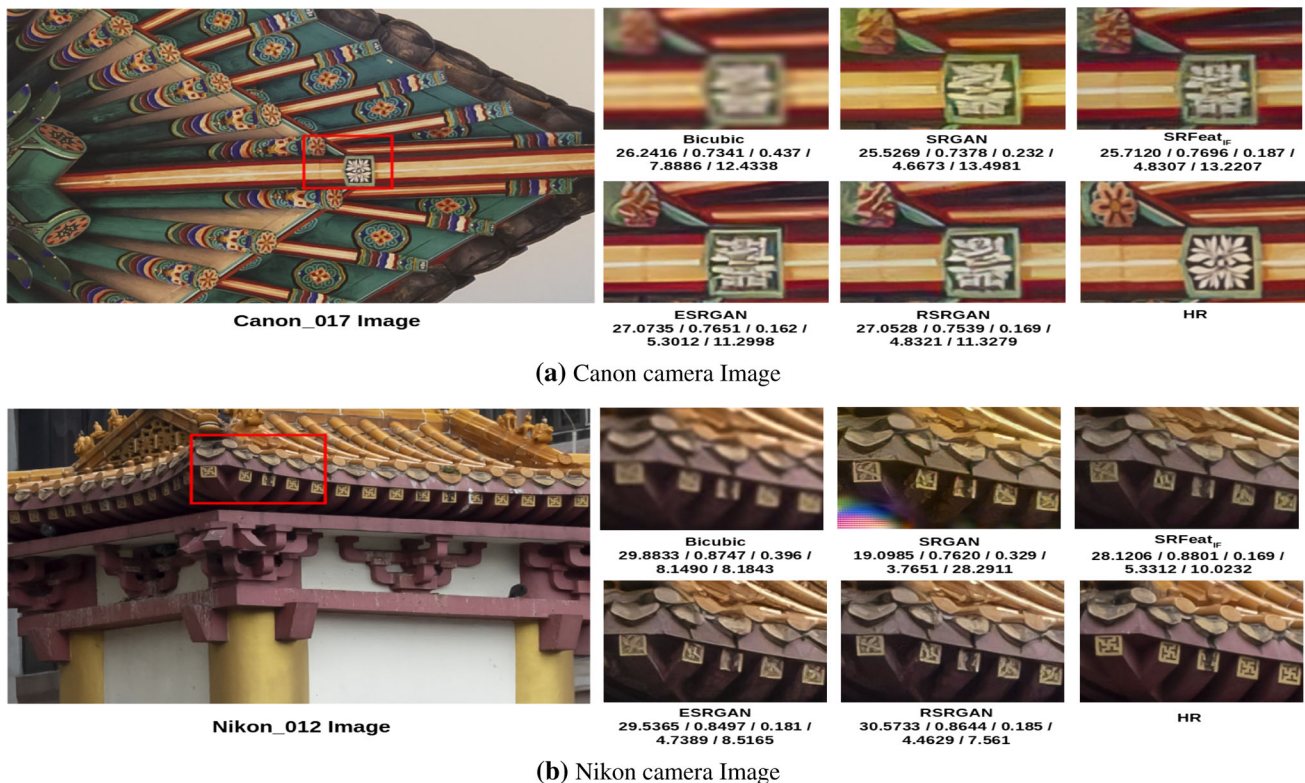 Bicubic
26.2416 / 0.7341 / 0.437 /
7.8886 / 12.4338
SRGAN
25.5269 / 0.7378 / 0.232 /
4.6673 / 13.4981
SRFeat_IF
25.7120 / 0.7696 / 0.187 /
4.8307 / 13.2207
Canon_017 Image
ESRGAN
27.0735 / 0.7651 / 0.162 /
5.3012 / 11.2998
RSRGAN
27.0528 / 0.7539 / 0.169 /
4.8321 / 11.3279
HR
(a) Canon camera Image
Bicubic
29.8833 / 0.8747 / 0.396 /
8.1490 / 8.1843
SRGAN
19.0985 / 0.7620 / 0.329 /
3.7651 / 28.2911
SRFeat_IF
28.1206 / 0.8801 / 0.169 /
5.3312 / 10.0232
Nikon_012 Image
ESRGAN
29.5365 / 0.8497 / 0.181 /
4.7389 / 8.5165
RSRGAN
30.5733 / 0.8644 / 0.185 /
4.4629 / 7.561
HR
(b) Nikon camera Image